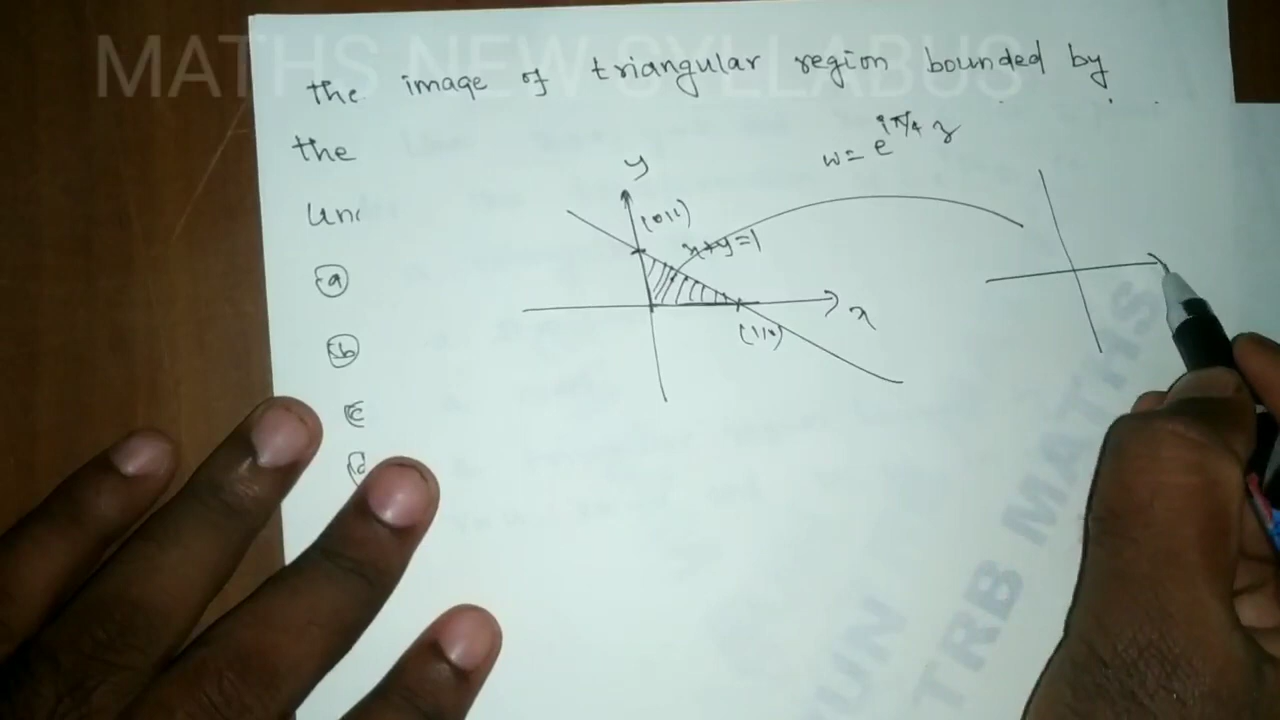 MATHS NEW SYLLABUS
the image of triangular region bounded by
the
w = e^{iπ/4} z
Un
y
(0,1)
x+y=1
(a)
x
(1,0)
(b)
(c
(d
TRB MATHS
UN